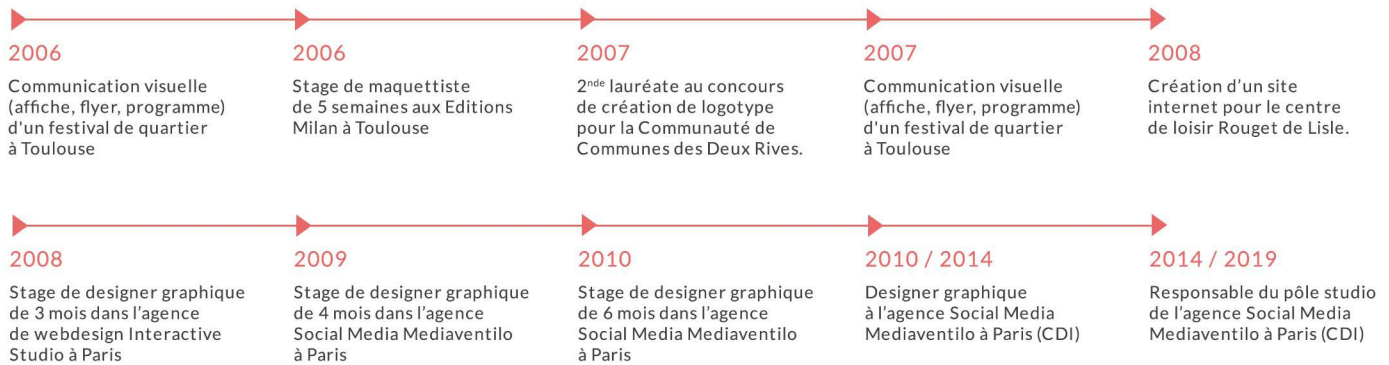 2006
Communication visuelle
(affiche, flyer, programme)
d'un festival de quartier
à Toulouse
2006
Stage de maquettiste
de 5 semaines aux Editions
Milan à Toulouse
2007
2nde lauréate au concours
de création de logotype
pour la Communauté de
Communes des Deux Rives.
2007
Communication visuelle
(affiche, flyer, programme)
d'un festival de quartier
à Toulouse
2008
Création d’un site
internet pour le centre
de loisir Rouget de Lisle.
2008
Stage de designer graphique
de 3 mois dans l’agence
de webdesign Interactive
Studio à Paris
2009
Stage de designer graphique
de 4 mois dans l’agence
Social Media Mediaventilo
à Paris
2010
Stage de designer graphique
de 6 mois dans l’agence
Social Media Mediaventilo
à Paris
2010 / 2014
Designer graphique
à l’agence Social Media
Mediaventilo à Paris (CDI)
2014 / 2019
Responsable du pôle studio
de l’agence Social Media
Mediaventilo à Paris (CDI)